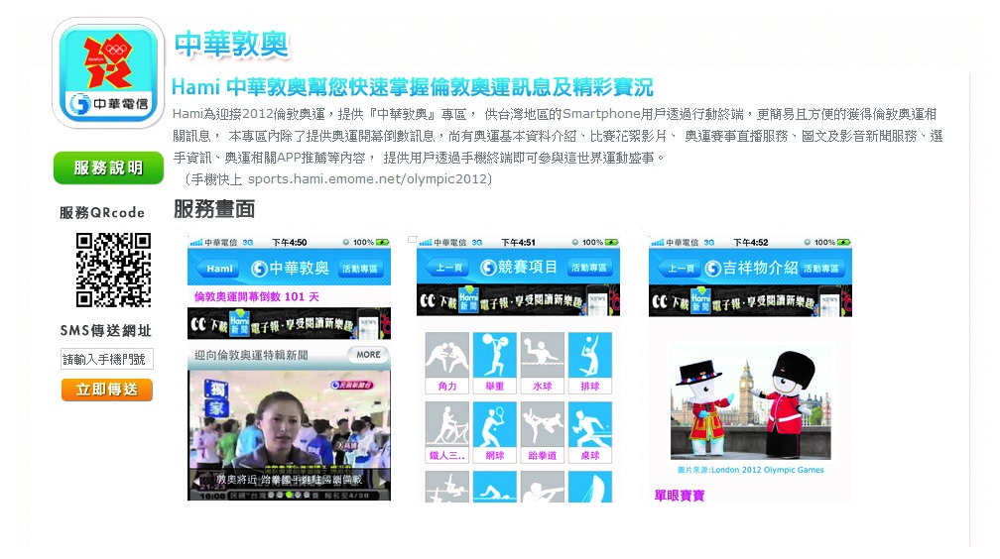 中華敦奧
中華電信
Hami 中華敦奧幫您快速掌握倫敦奧運訊息及精彩賽況
Hami為迎接2012倫敦奧運，提供『中華敦奧』專區， 供台灣地區的Smartphone用戶透過行動終端，更簡易且方便的獲得倫敦奧運相
關訊息， 本專區內除了提供奧運開幕倒數訊息，尚有奧運基本資料介紹、比賽花絮影片、 奧運賽事直播服務、圖文及影音新聞服務、選
手資訊、奧運相關APP推薦等內容， 提供用戶透過手機終端即可參與這世界運動盛事。
〔手機快上 sports.hami.emome.net/olympic2012〕
服務說明
服務QRcode
SMS傳送網址
請輸入手機門號
立即傳送
服務畫面
中華電信 3G 下午4:50 100%
Hami 中華敦奧 活動專區
倫敦奧運開幕倒數 101 天
下載 Hami 新聞 電子報‧享受閱讀新樂趣 NEWS
迎向倫敦奧運特輯新聞 MORE
獨家
民視新聞台
敦奧將近 跆拳國手進駐國訓備戰
16:06
報名至4/30
中華電信 3G 下午4:51 100%
上一頁 競賽項目 活動專區
下載 Hami 新聞 電子報‧享受閱讀新樂趣 NEWS
角力 舉重 水球 排球
鐵人三.. 網球 跆拳道 桌球
中華電信 3G 下午4:52 100%
上一頁 吉祥物介紹 活動專區
下載 Hami 新聞 電子報‧享受閱讀新樂趣 NEWS
圖片來源:London 2012 Olympic Games
單眼寶寶